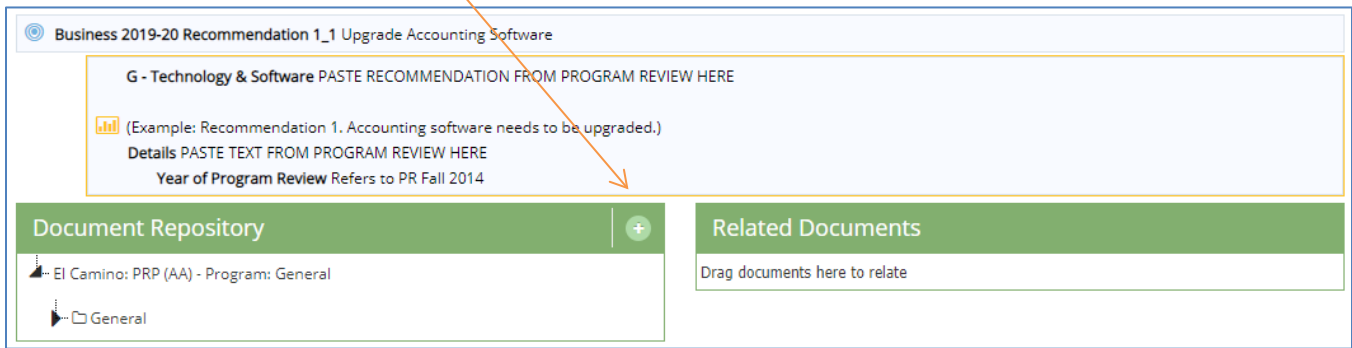 Business 2019-20 Recommendation 1_1 Upgrade Accounting Software
G - Technology & Software PASTE RECOMMENDATION FROM PROGRAM REVIEW HERE
(Example: Recommendation 1. Accounting software needs to be upgraded.)
Details PASTE TEXT FROM PROGRAM REVIEW HERE
Year of Program Review Refers to PR Fall 2014
Document Repository
El Camino: PRP (AA) - Program: General
General
Related Documents
Drag documents here to relate